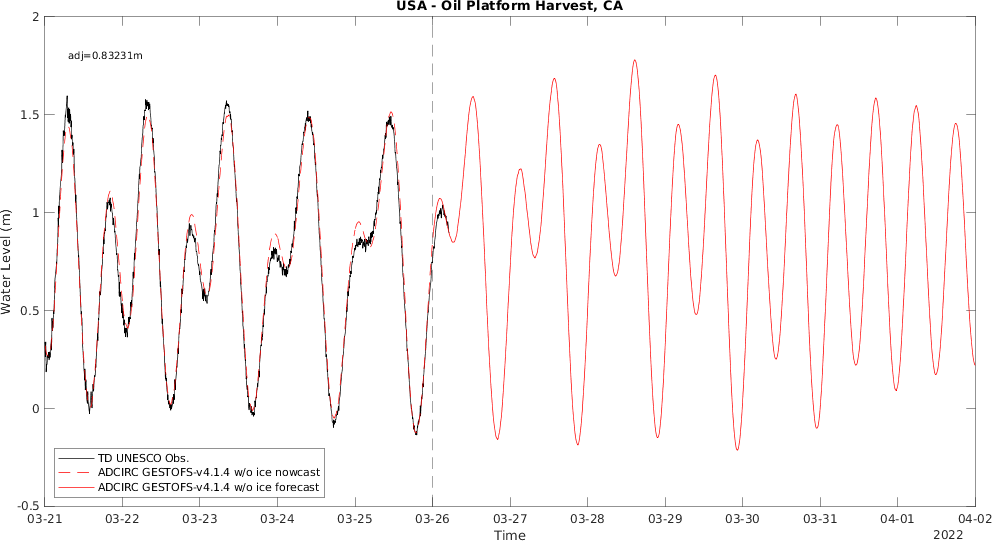 USA - Oil Platform Harvest, CA
adj=0.83231m
Water Level (m)
2
1.5
1
0.5
0
-0.5
TD UNESCO Obs.
ADCIRC GESTOFS-v4.1.4 w/o ice nowcast
ADCIRC GESTOFS-v4.1.4 w/o ice forecast
03-21 03-22 03-23 03-24 03-25 03-26 03-27 03-28 03-29 03-30 03-31 04-01 04-02
Time
2022